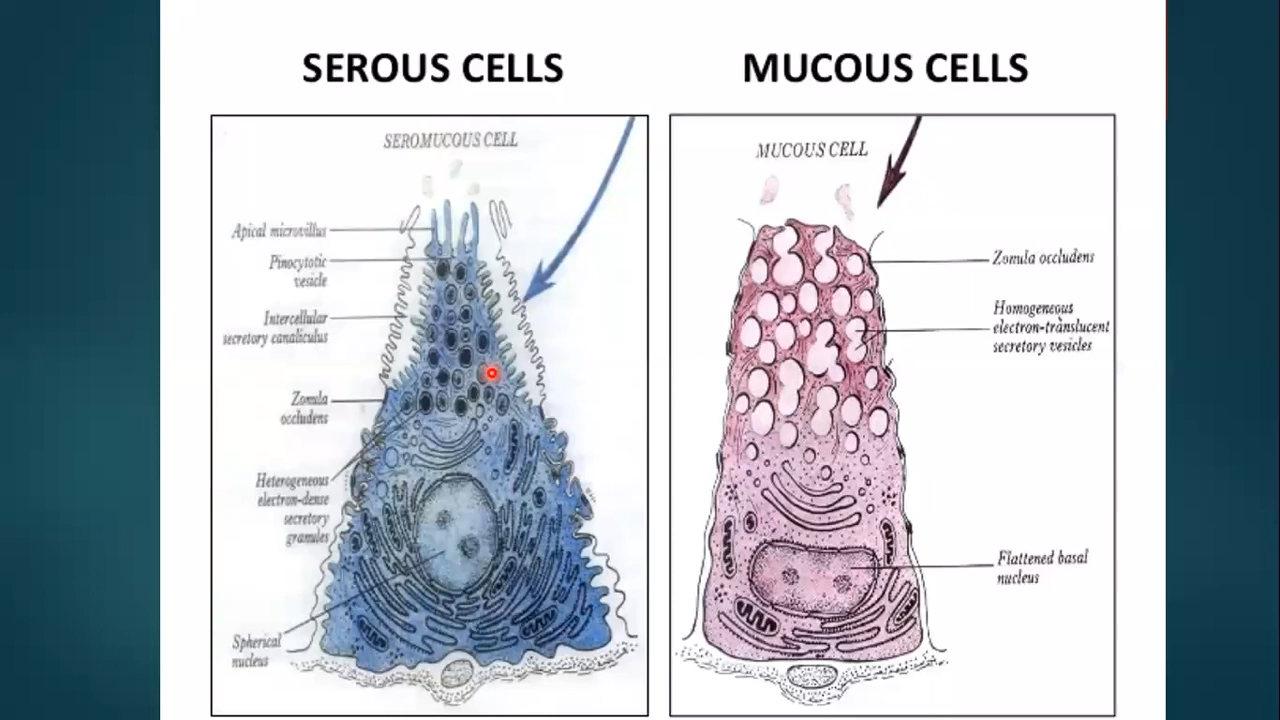 SEROUS CELLS
MUCOUS CELLS
SEROMUCOUS CELL
Apical microvillus
Pinocytotic
vesicle
Intercellular
secretory canaliculus
Zonula
occludens
Heterogeneous
electron-dense
secretory
granules
Spherical
nucleus
MUCOUS CELL
Zonula occludens
Homogeneous
electron-translucent
secretory vesicles
Flattened basal
nucleus